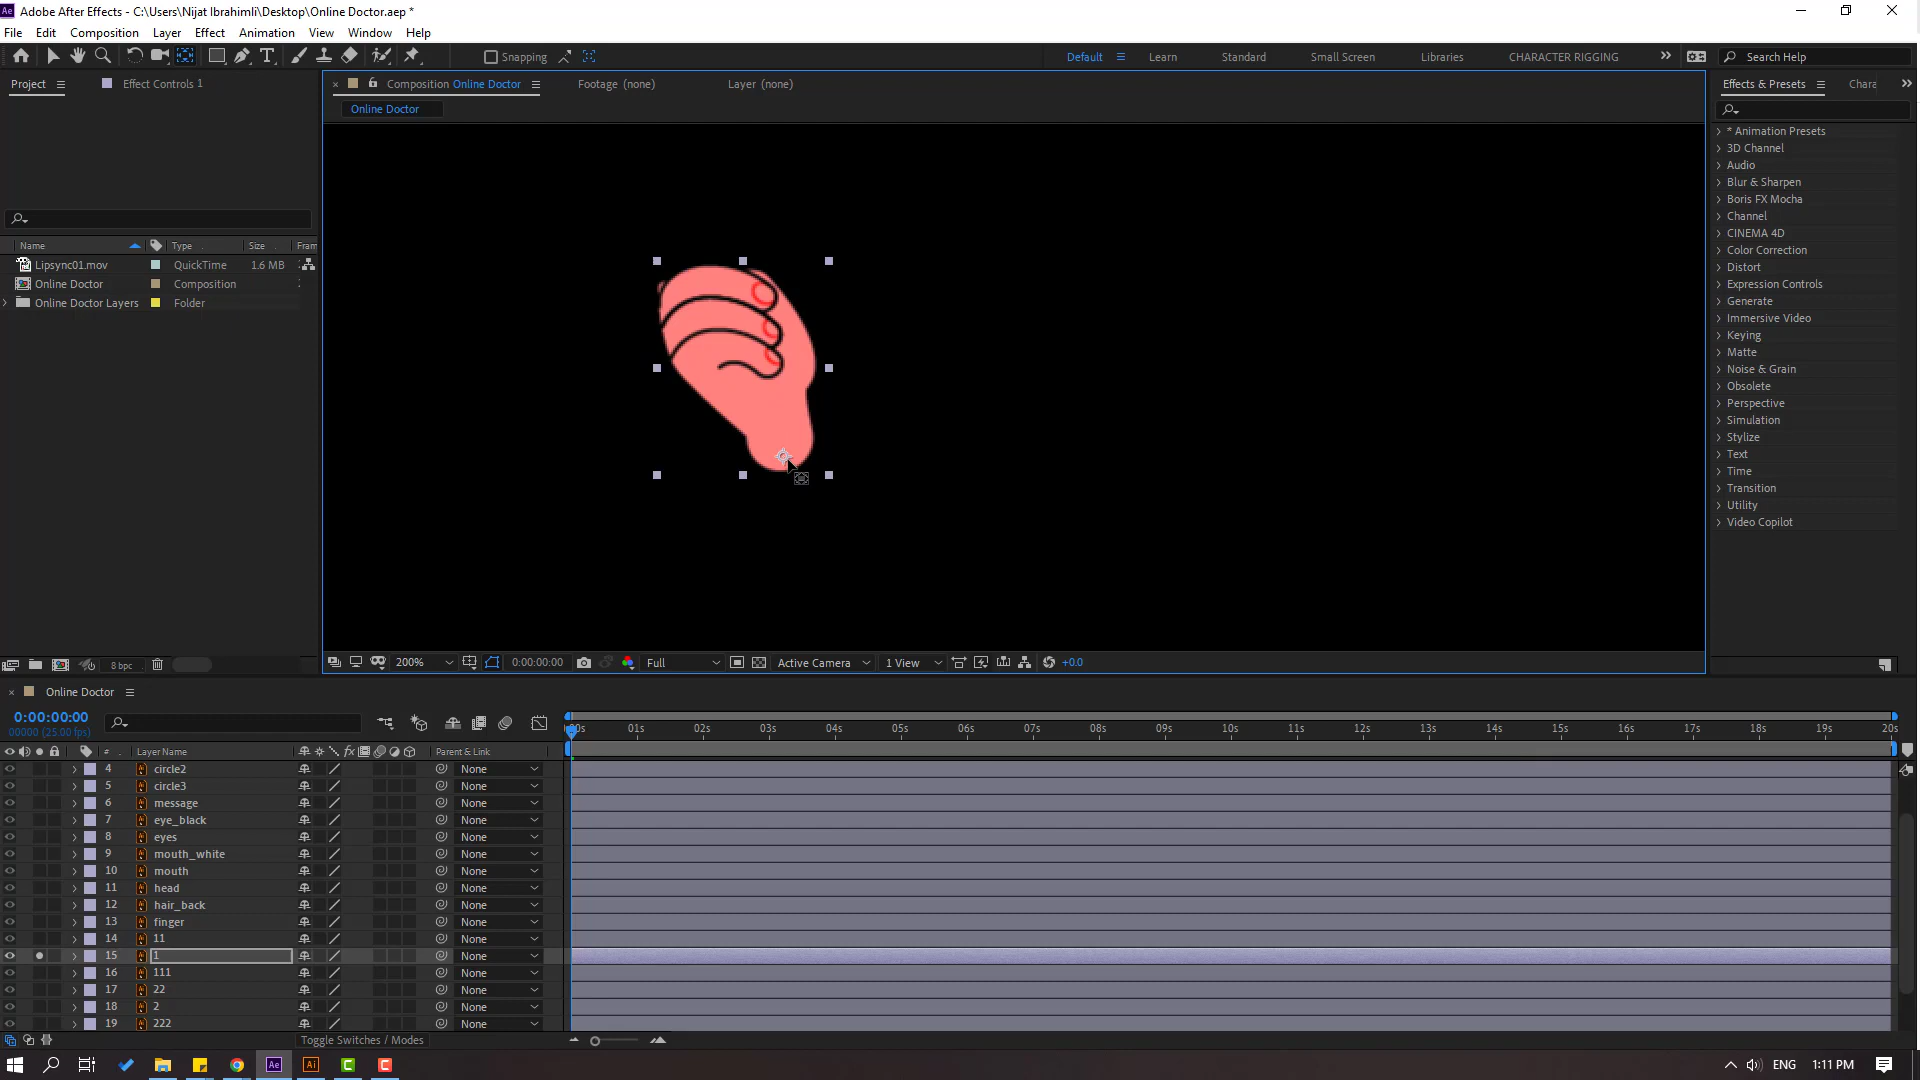 Adobe After Effects - C:\Users\Nijat Ibrahimli\Desktop\Online Doctor.aep *
File Edit Composition Layer Effect Animation View Window Help
Snapping
Default Learn Standard Small Screen Libraries CHARACTER RIGGING Search Help
Project Effect Controls 1
Composition Online Doctor Footage (none) Layer (none)
Online Doctor
Effects & Presets Chara
* Animation Presets
3D Channel
Audio
Blur & Sharpen
Boris FX Mocha
Channel
CINEMA 4D
Color Correction
Distort
Expression Controls
Generate
Immersive Video
Keying
Matte
Noise & Grain
Obsolete
Perspective
Simulation
Stylize
Text
Time
Transition
Utility
Video Copilot
Name Type Size Fram
Lipsync01.mov QuickTime 1.6 MB
Online Doctor Composition
Online Doctor Layers Folder
8 bpc
200% 0:00:00:00 Full Active Camera 1 View +0.0
Online Doctor
0:00:00:00
00000 (25.00 fps)
01s 02s 03s 04s 05s 06s 07s 08s 09s 10s 11s 12s 13s 14s 15s 16s 17s 18s 19s 20s
# Layer Name Parent & Link
4 circle2 None
5 circle3 None
6 message None
7 eye_black None
8 eyes None
9 mouth_white None
10 mouth None
11 head None
12 hair_back None
13 finger None
14 11 None
15 1 None
16 111 None
17 22 None
18 2 None
19 222 None
Toggle Switches / Modes
ENG 1:11 PM